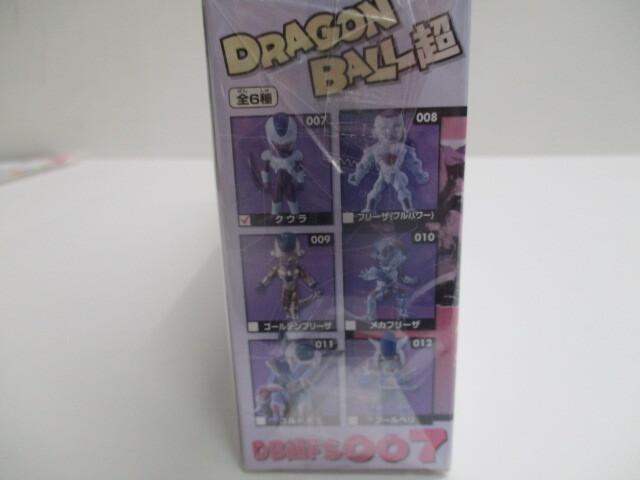 DRAGON
BALL超
全6種
007
クウラ
008
フリーザ(フルパワー)
009
ゴールデンフリーザ
010
メカフリーザ
011
012
007